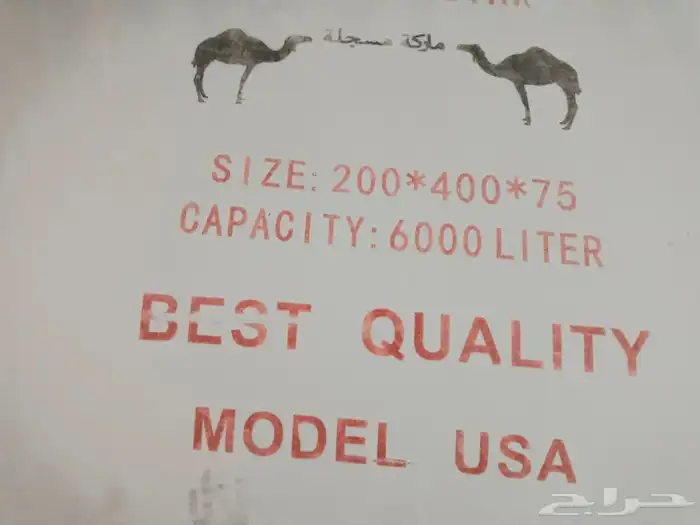 ماركة مسجلة
SIZE: 200*400*75
CAPACITY: 6000 LITER
BEST QUALITY
MODEL USA
حراج